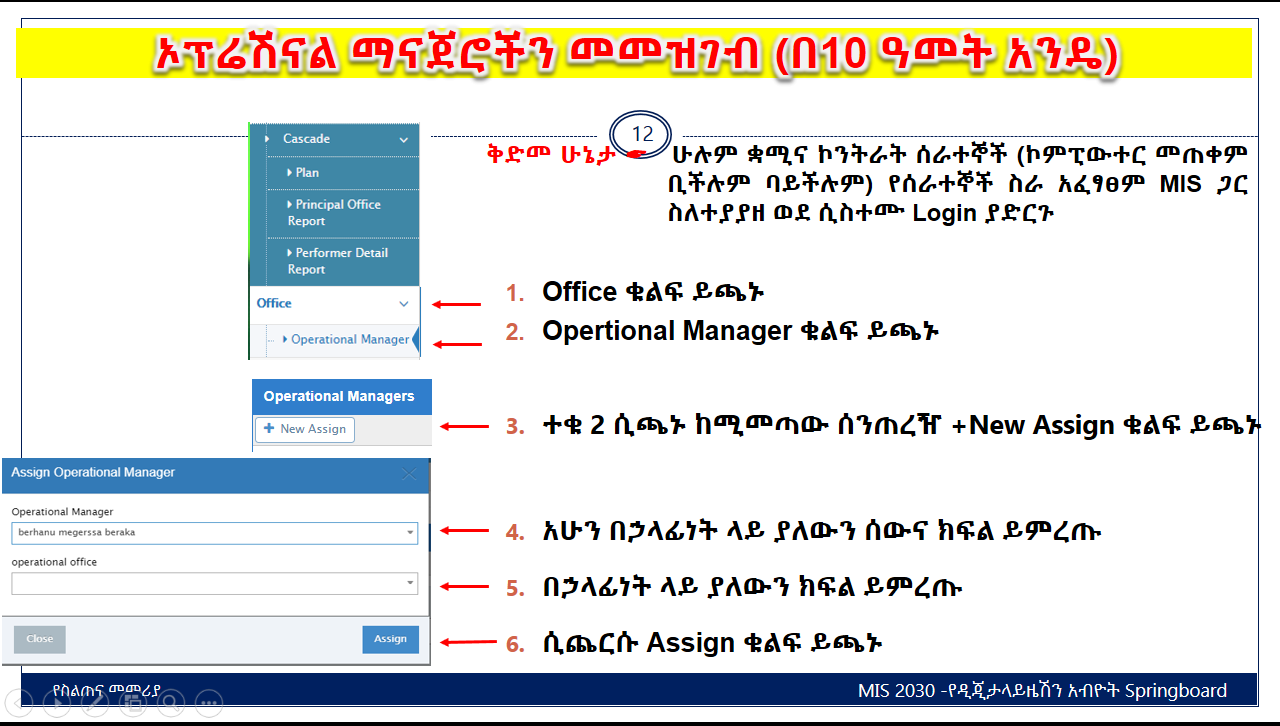 ኦፕሬሽናል ማናጀሮችን መመዝገብ (በ10 ዓመት አንዴ)
12
Cascade
Plan
Principal Office
Report
Performer Detail
Report
Office
Operational Manager
ቅድመ ሁኔታ ☛ ሁሉም ቋሚና ኮንትራት ሰራተኞች (ኮምፒውተር መጠቀም
ቢችሉም ባይችሉም) የሰራተኞች ስራ አፈፃፀም MIS ጋር
ስለተያያዘ ወደ ሲስተሙ Login ያድርጉ
1. Office ቁልፍ ይጫኑ
2. Opertional Manager ቁልፍ ይጫኑ
Operational Managers
+ New Assign
3. ተቁ 2 ሲጫኑ ከሚመጣው ሰንጠረዥ +New Assign ቁልፍ ይጫኑ
Assign Operational Manager
Operational Manager
berhanu megerssa beraka
operational office
Close
Assign
4. አሁን በኃላፊነት ላይ ያለውን ሰውና ክፍል ይምረጡ
5. በኃላፊነት ላይ ያለውን ክፍል ይምረጡ
6. ሲጨርሱ Assign ቁልፍ ይጫኑ
የስልጠና መመሪያ
MIS 2030 -የዲጂታላይዜሽን አብዮት Springboard